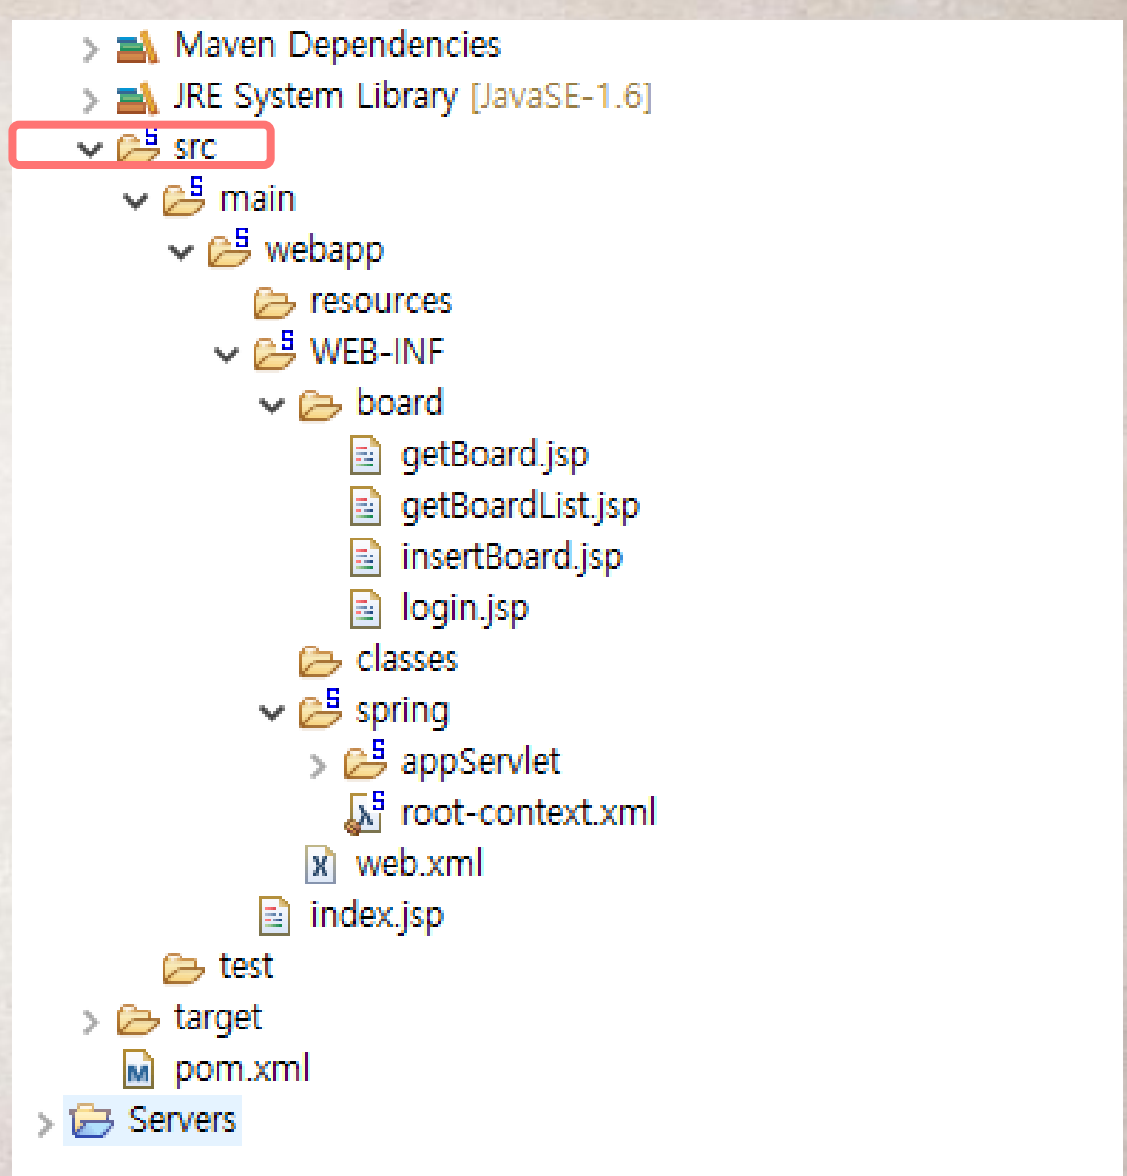 Maven Dependencies
JRE System Library [JavaSE-1.6]
src
main
webapp
resources
WEB-INF
board
getBoard.jsp
getBoardList.jsp
insertBoard.jsp
login.jsp
classes
spring
appServlet
root-context.xml
web.xml
index.jsp
test
target
pom.xml
Servers